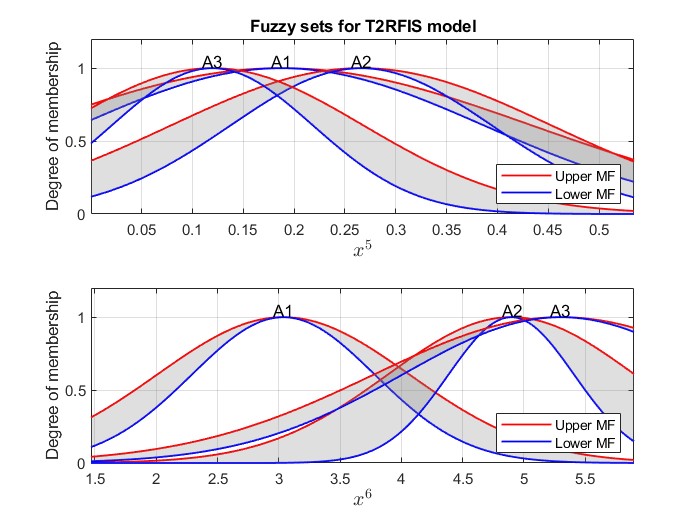 Fuzzy sets for T2RFIS model
Degree of membership
1
0.5
0
A3 A1 A2
Upper MF
Lower MF
0.05 0.1 0.15 0.2 0.25 0.3 0.35 0.4 0.45 0.5
x^5
Degree of membership
1
0.5
0
A1 A2 A3
Upper MF
Lower MF
1.5 2 2.5 3 3.5 4 4.5 5 5.5
x^6